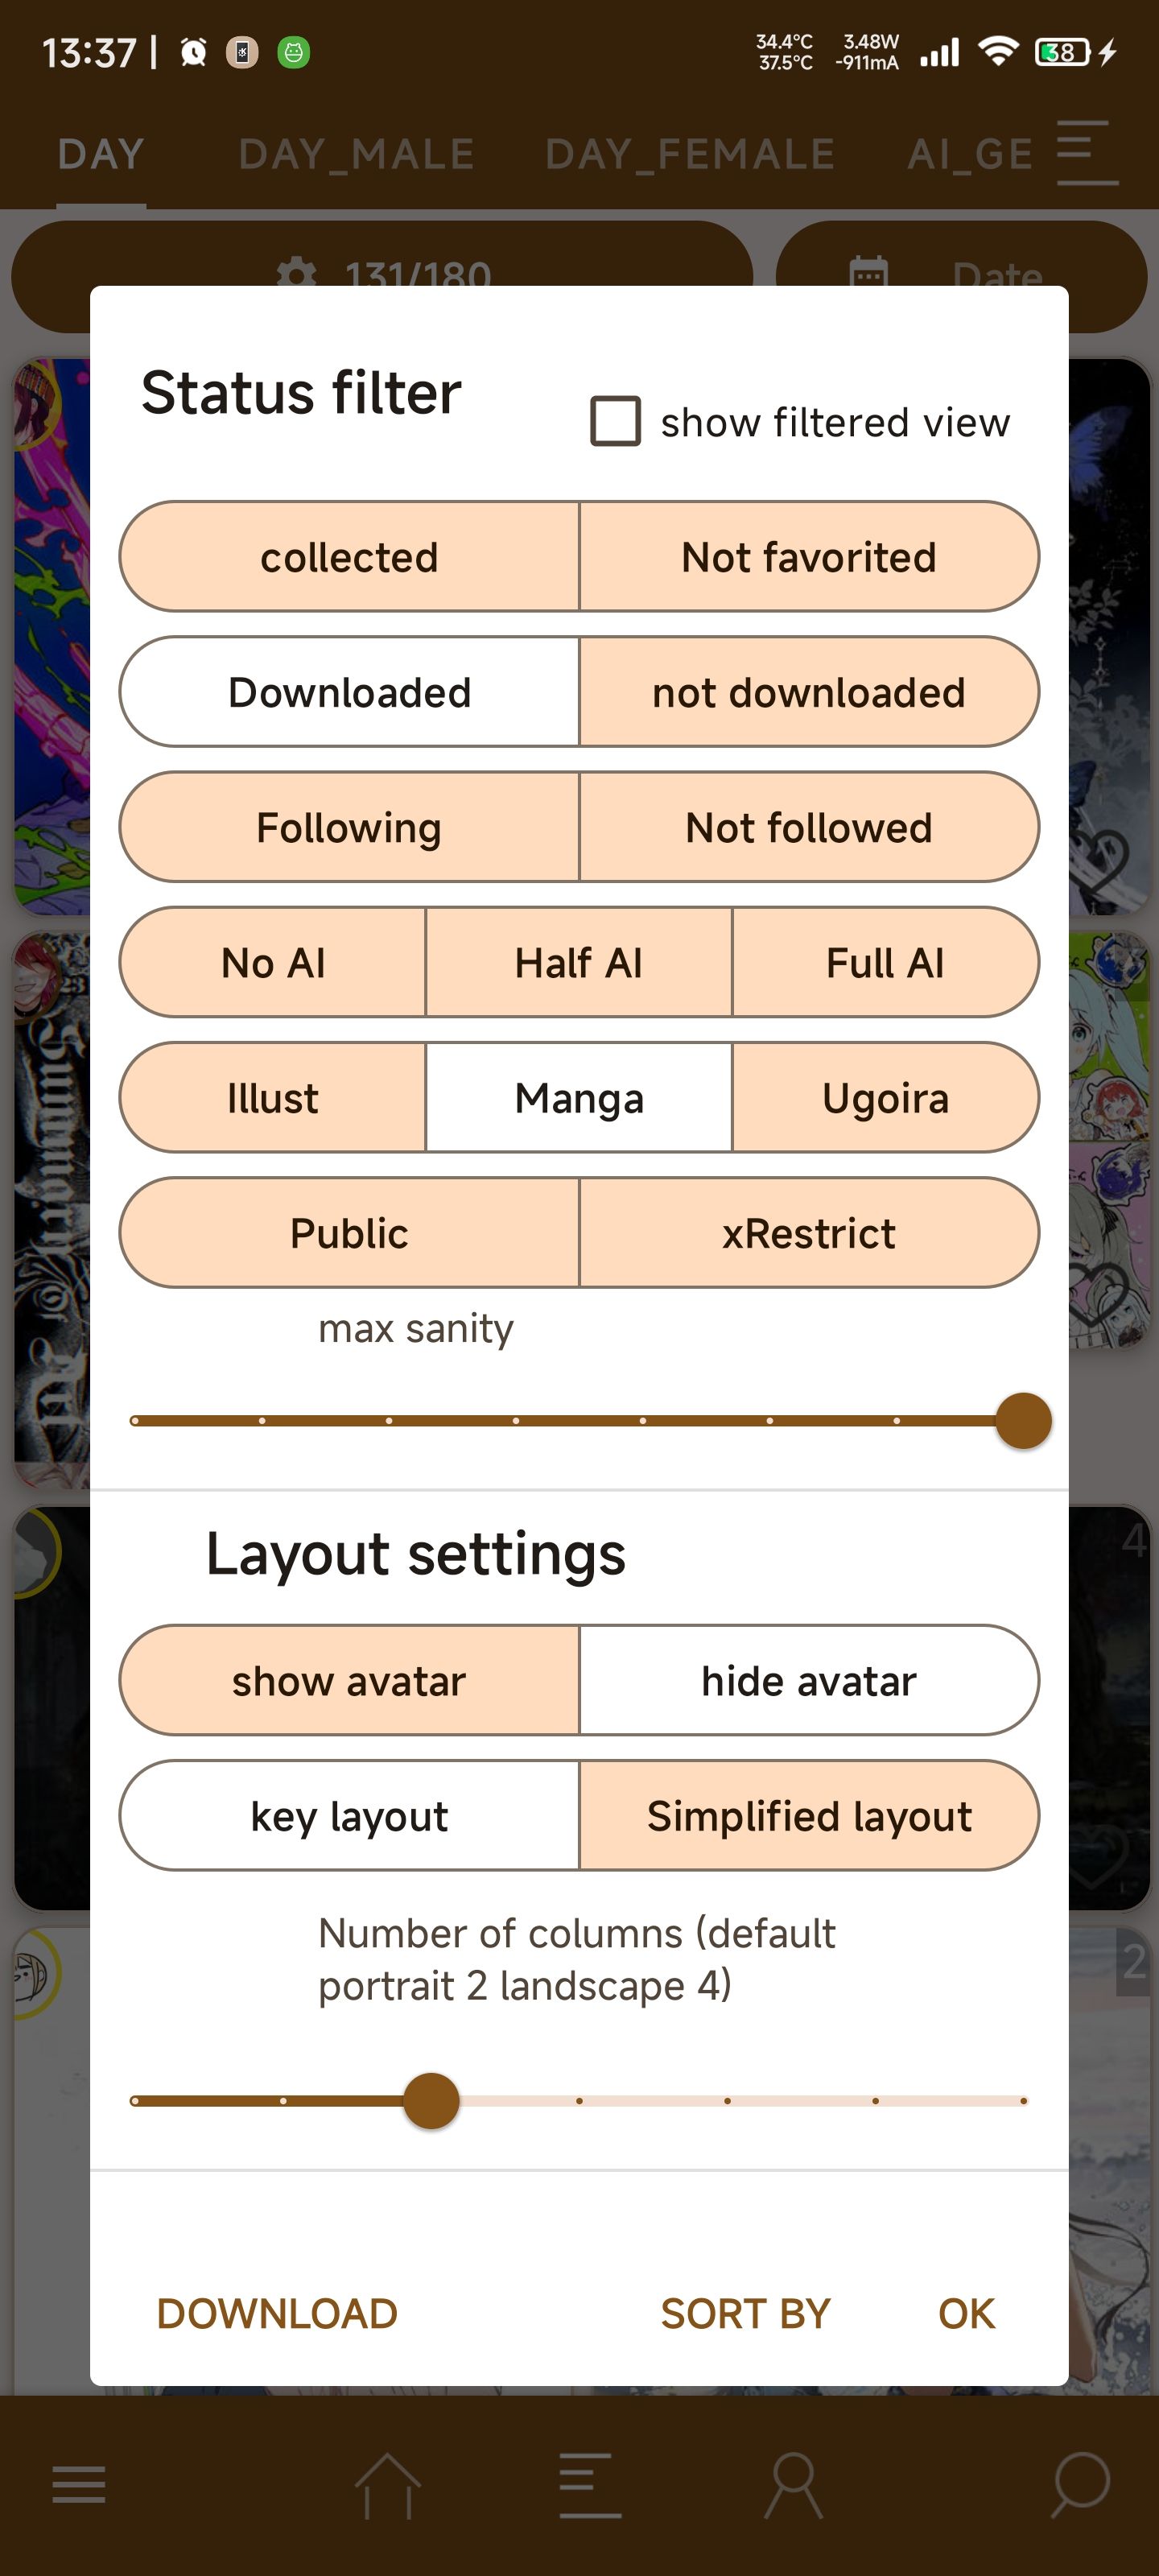 13:37 |
34.4°C 3.48W
37.5°C -911mA
38
DAY DAY_MALE DAY_FEMALE AI_GE
131/180 Date
Status filter
show filtered view
collected Not favorited
Downloaded not downloaded
Following Not followed
No AI Half AI Full AI
Illust Manga Ugoira
Public xRestrict
max sanity
4
Layout settings
show avatar hide avatar
key layout Simplified layout
Number of columns (default
portrait 2 landscape 4)
2
DOWNLOAD SORT BY OK